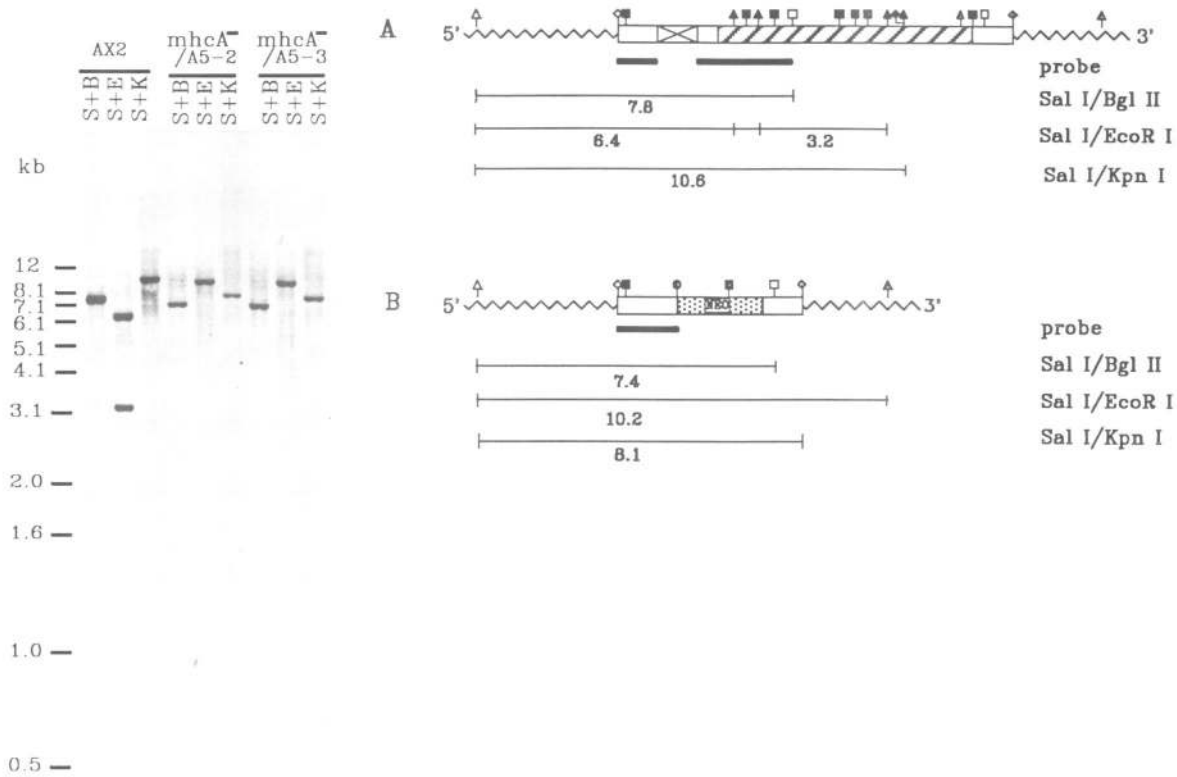 AX2
mhcA⁻
/A5-2
mhcA⁻
/A5-3
S+B
S+E
S+K
S+B
S+E
S+K
S+B
S+E
S+K
kb
12
8.1
7.1
6.1
5.1
4.1
3.1
2.0
1.6
1.0
0.5
A
5'
3'
probe
7.8
Sal I/Bgl II
6.4
3.2
Sal I/EcoR I
10.6
Sal I/Kpn I
B
5'
NEO
3'
probe
7.4
Sal I/Bgl II
10.2
Sal I/EcoR I
8.1
Sal I/Kpn I